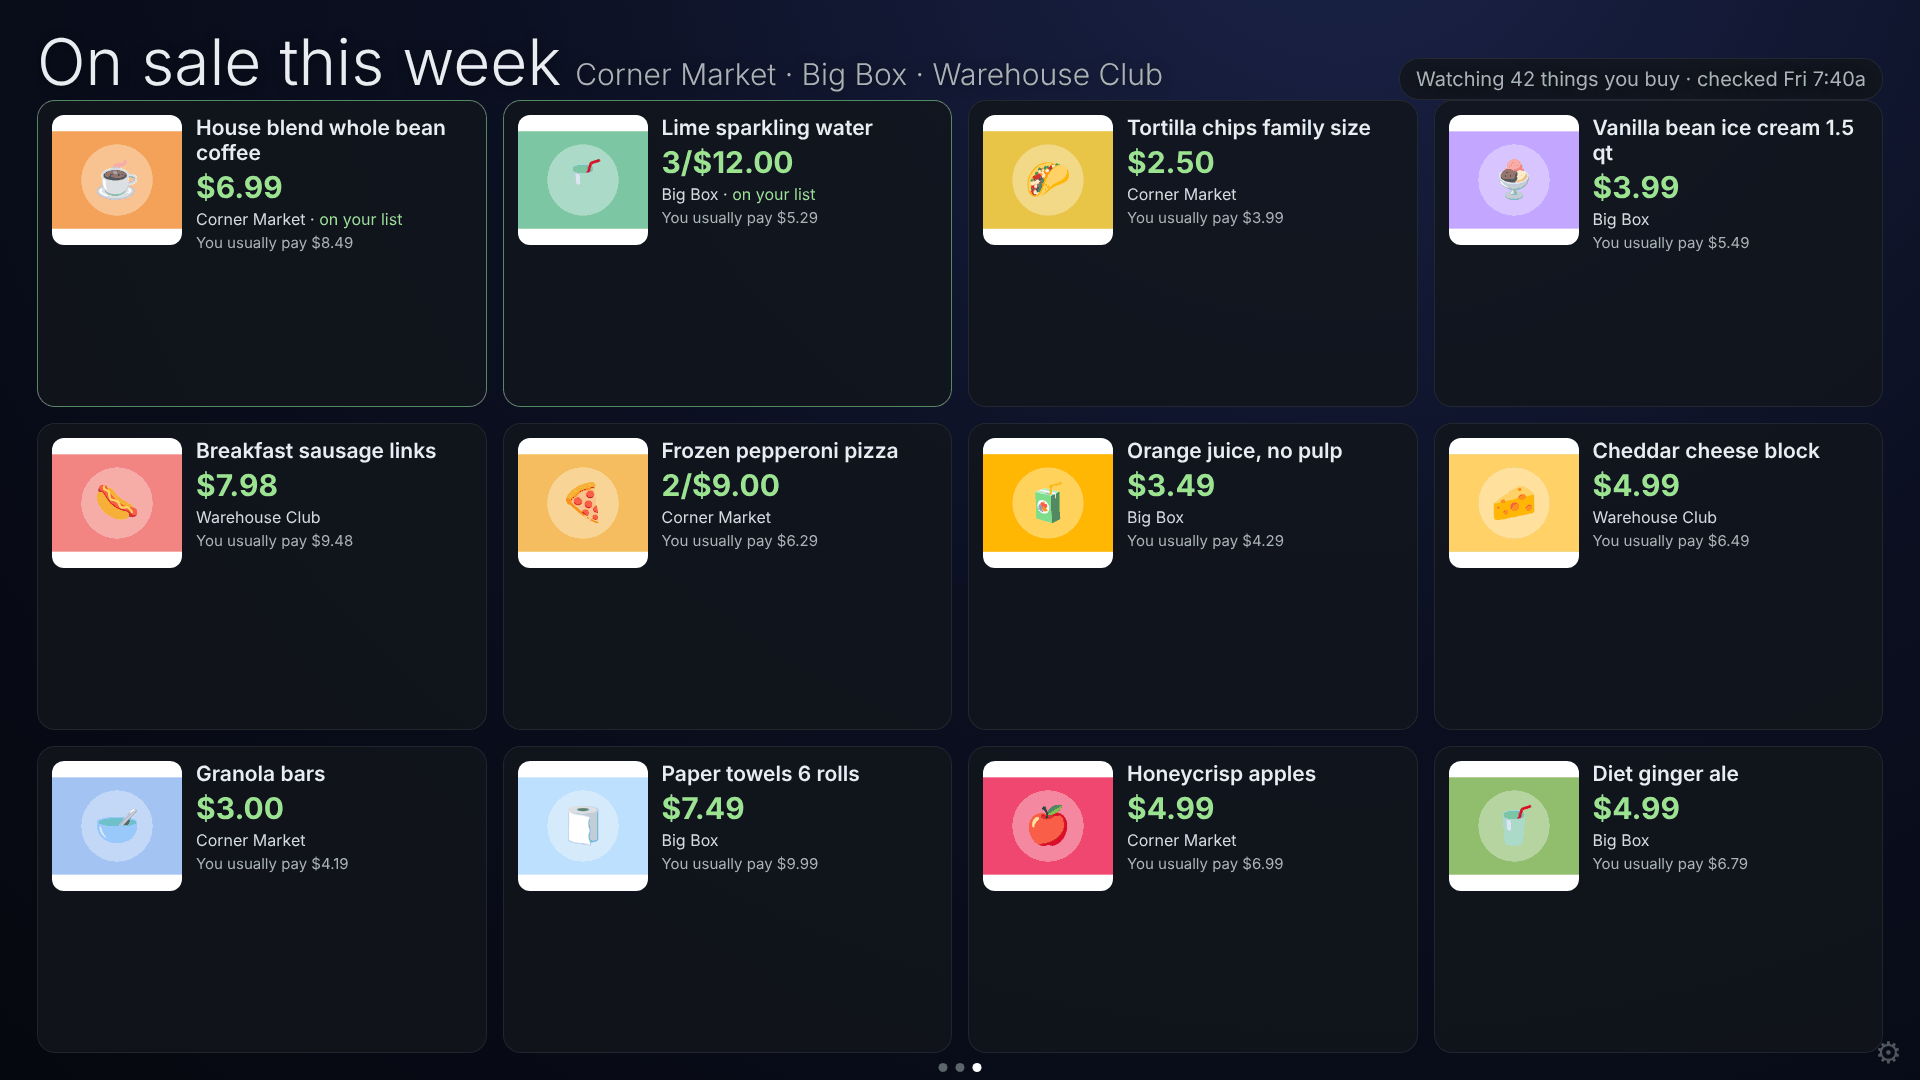 On sale this week Corner Market · Big Box · Warehouse Club
Watching 42 things you buy · checked Fri 7:40a
House blend whole bean
coffee
$6.99
Corner Market · on your list
You usually pay $8.49
Lime sparkling water
3/$12.00
Big Box · on your list
You usually pay $5.29
Tortilla chips family size
$2.50
Corner Market
You usually pay $3.99
Vanilla bean ice cream 1.5
qt
$3.99
Big Box
You usually pay $5.49
Breakfast sausage links
$7.98
Warehouse Club
You usually pay $9.48
Frozen pepperoni pizza
2/$9.00
Corner Market
You usually pay $6.29
Orange juice, no pulp
$3.49
Big Box
You usually pay $4.29
Cheddar cheese block
$4.99
Warehouse Club
You usually pay $6.49
Granola bars
$3.00
Corner Market
You usually pay $4.19
Paper towels 6 rolls
$7.49
Big Box
You usually pay $9.99
Honeycrisp apples
$4.99
Corner Market
You usually pay $6.99
Diet ginger ale
$4.99
Big Box
You usually pay $6.79